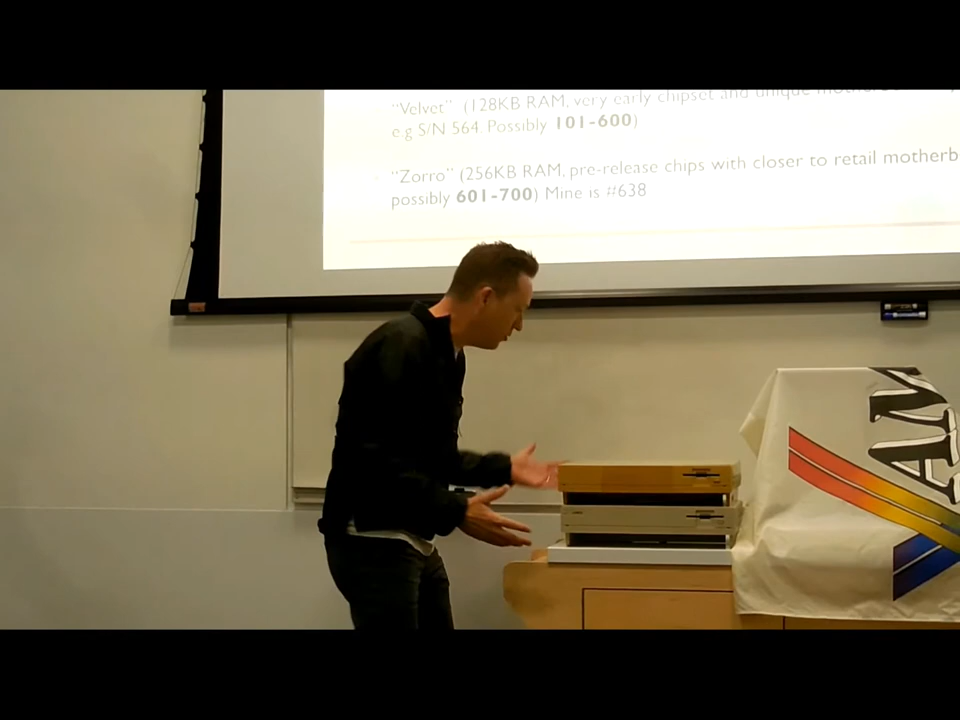 “Velvet” (128KB RAM, very early chipset and unique
e.g S/N 564. Possibly 101-600)
“Zorro” (256KB RAM, pre-release chips with closer to retail motherb
possibly 601-700) Mine is #638